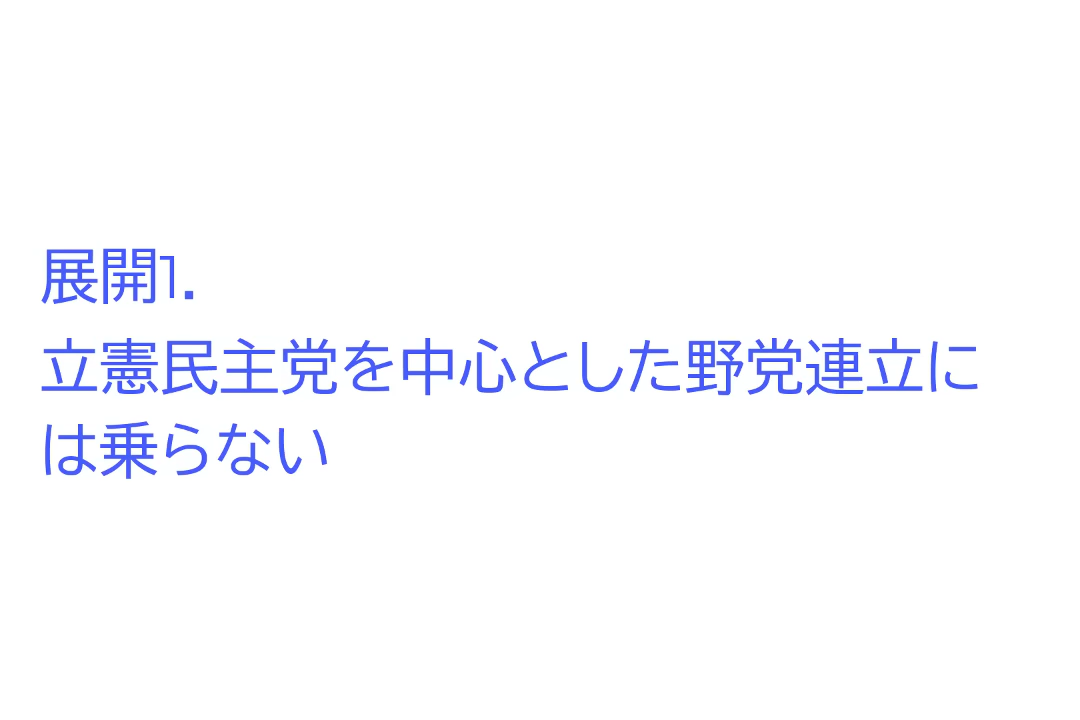 展開1.
立憲民主党を中心とした野党連立に
は乗らない